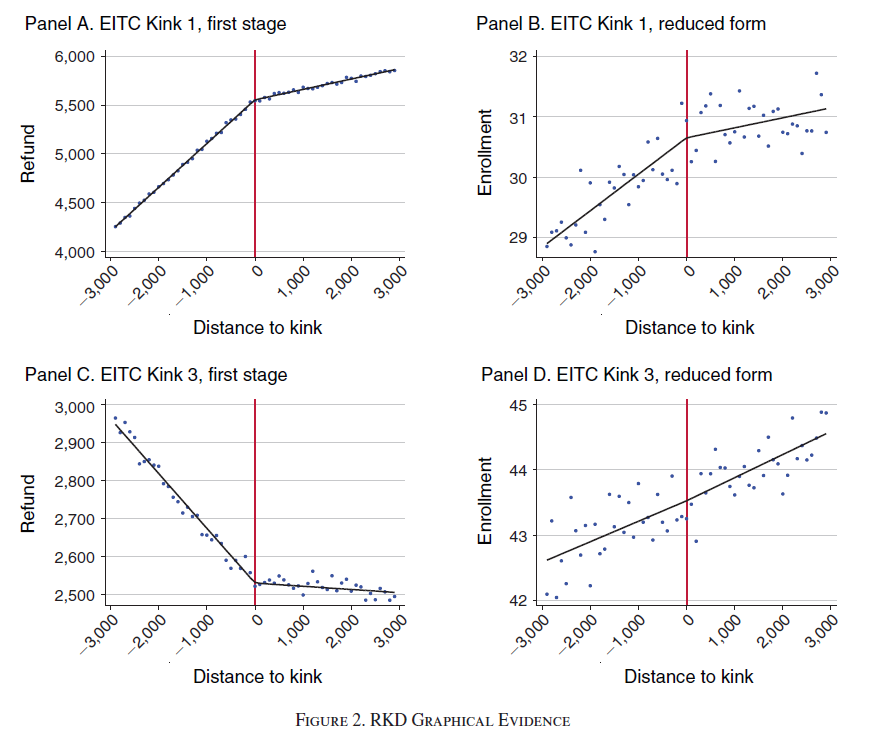 Panel A. EITC Kink 1, first stage
Refund
6,000
5,500
5,000
4,500
4,000
−3,000 −2,000 −1,000 0 1,000 2,000 3,000
Distance to kink
Panel B. EITC Kink 1, reduced form
Enrollment
32
31
30
29
−3,000 −2,000 −1,000 0 1,000 2,000 3,000
Distance to kink
Panel C. EITC Kink 3, first stage
Refund
3,000
2,900
2,800
2,700
2,600
2,500
−3,000 −2,000 −1,000 0 1,000 2,000 3,000
Distance to kink
Panel D. EITC Kink 3, reduced form
Enrollment
45
44
43
42
−3,000 −2,000 −1,000 0 1,000 2,000 3,000
Distance to kink
Figure 2. RKD Graphical Evidence